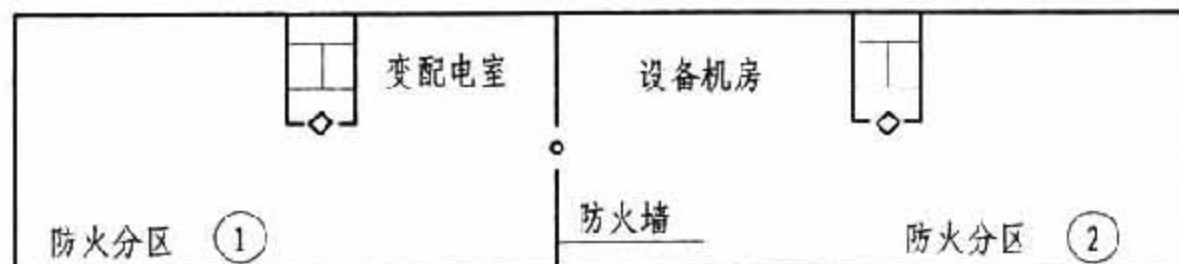 变配电室
设备机房
防火墙
防火分区 ①
防火分区 ②